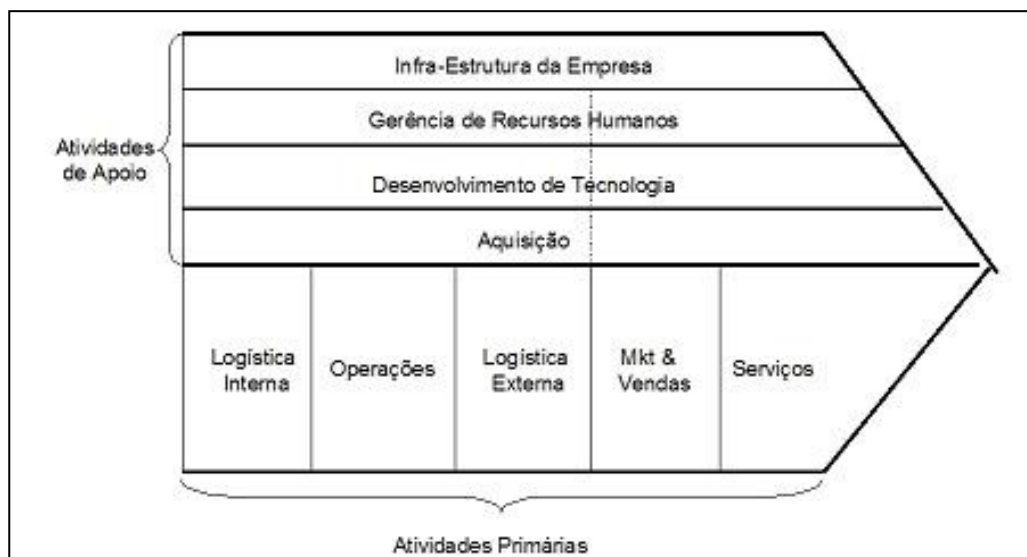 Infra-Estrutura da Empresa
Gerência de Recursos Humanos
Atividades
de Apoio
Desenvolvimento de Tecnologia
Aquisição
Logística
Interna
Operações
Logística
Externa
Mkt &
Vendas
Serviços
Atividades Primárias